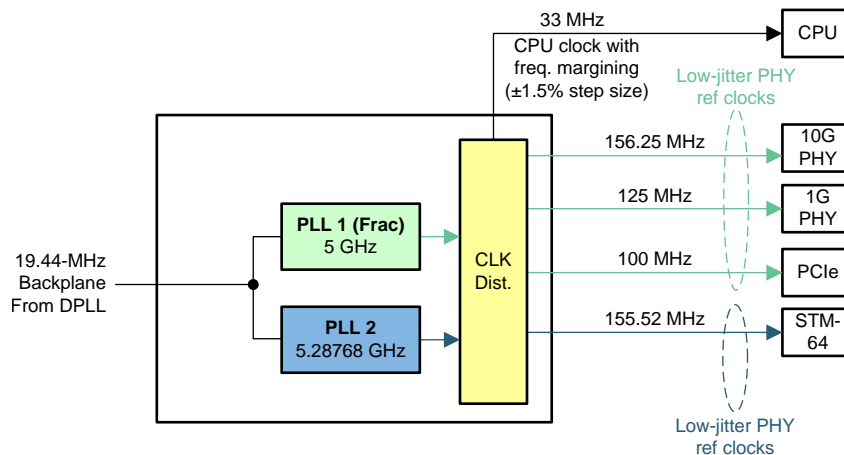 33 MHz
CPU clock with
freq. margining
(±1.5% step size)
CPU
Low-jitter PHY
ref clocks
156.25 MHz
10G
PHY
125 MHz
1G
PHY
PLL 1 (Frac)
5 GHz
CLK
Dist.
100 MHz
PCIe
19.44-MHz
Backplane
From DPLL
PLL 2
5.28768 GHz
155.52 MHz
STM-
64
Low-jitter PHY
ref clocks